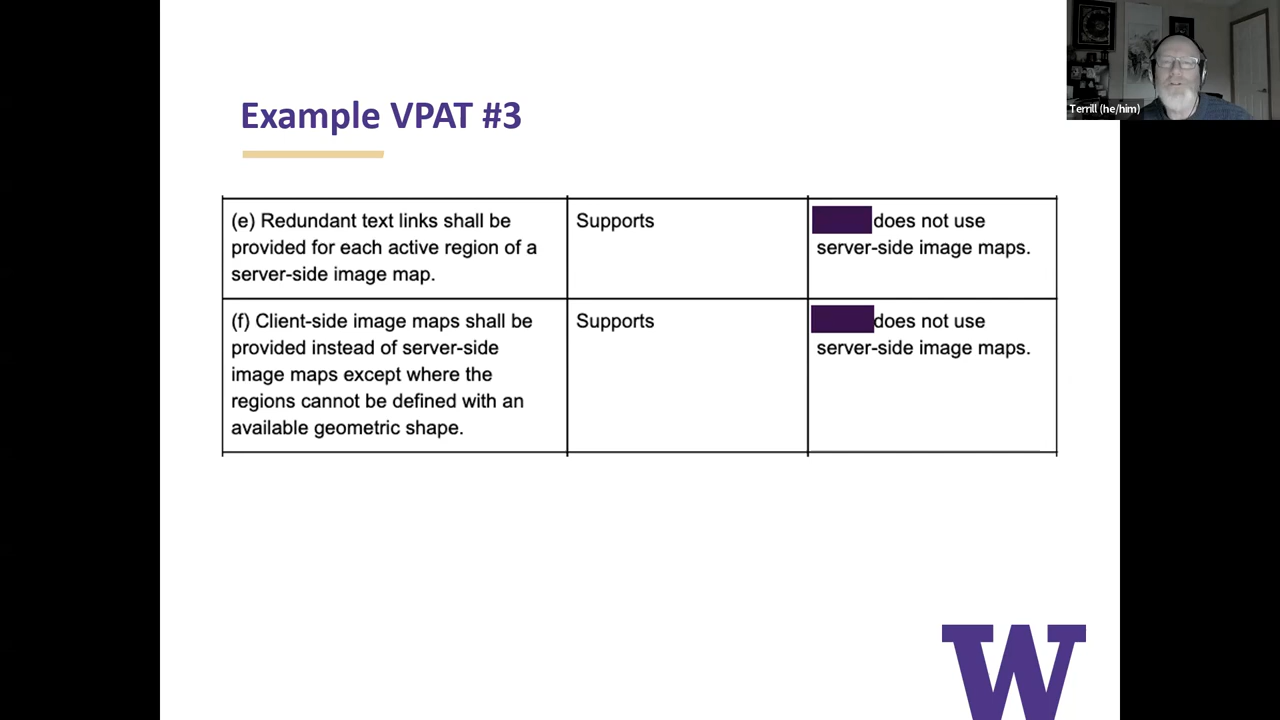 Terrill (he/him)
Example VPAT #3
(e) Redundant text links shall be
provided for each active region of a
server-side image map.
Supports
does not use
server-side image maps.
(f) Client-side image maps shall be
provided instead of server-side
image maps except where the
regions cannot be defined with an
available geometric shape.
Supports
does not use
server-side image maps.
W